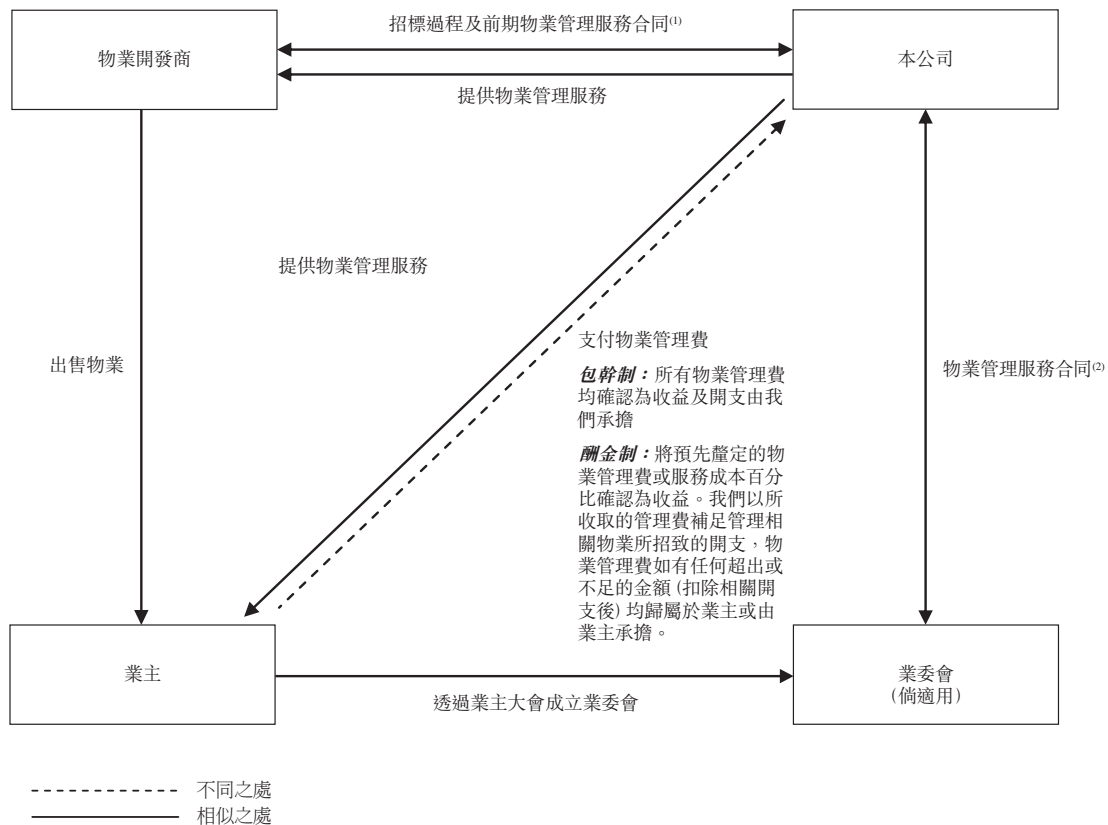 招標過程及前期物業管理服務合同(1)
物業開發商
本公司
提供物業管理服務
提供物業管理服務
出售物業
支付物業管理費
包幹制：所有物業管理費
均確認為收益及開支由我
們承擔
酬金制：將預先釐定的物
業管理費或服務成本百分
比確認為收益。我們以所
收取的管理費補足管理相
關物業所招致的開支，物
業管理費如有任何超出或
不足的金額（扣除相關開
支後）均歸屬於業主或由
業主承擔。
物業管理服務合同(2)
業主
業委會
（倘適用）
透過業主大會成立業委會
不同之處
相似之處